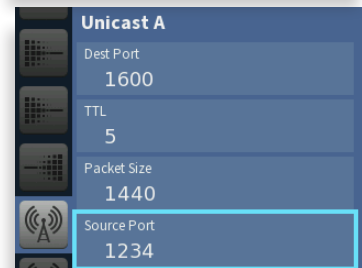 Unicast A
Dest Port
1600
TTL
5
Packet Size
1440
Source Port
1234